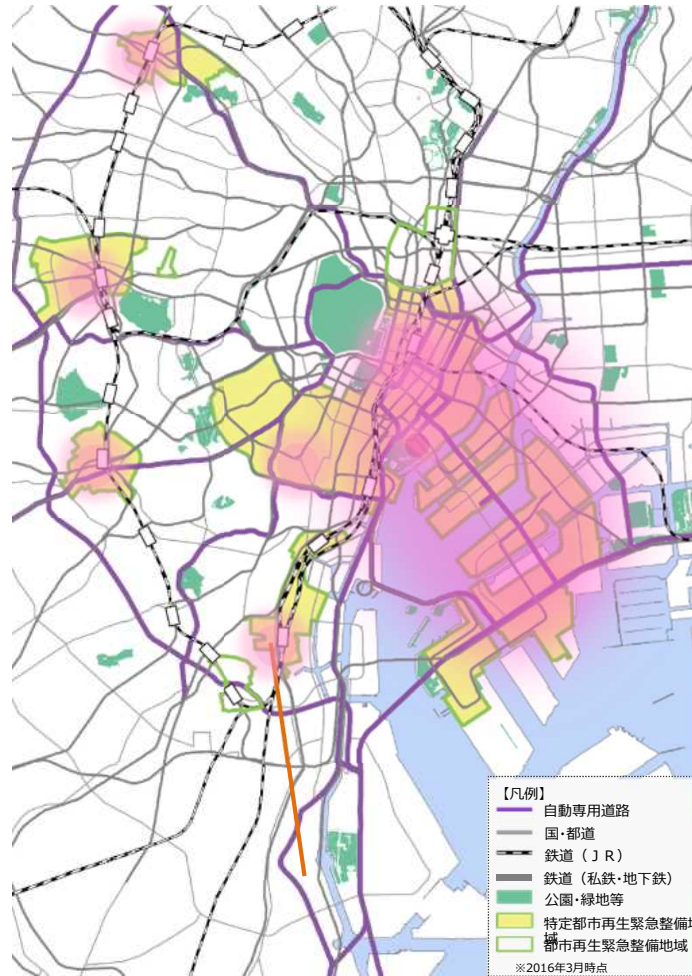 【凡例】
自動専用道路
国・都道
鉄道（ＪＲ）
鉄道（私鉄・地下鉄）
公園・緑地等
特定都市再生緊急整備地域
都市再生緊急整備地域
※2016年3月時点